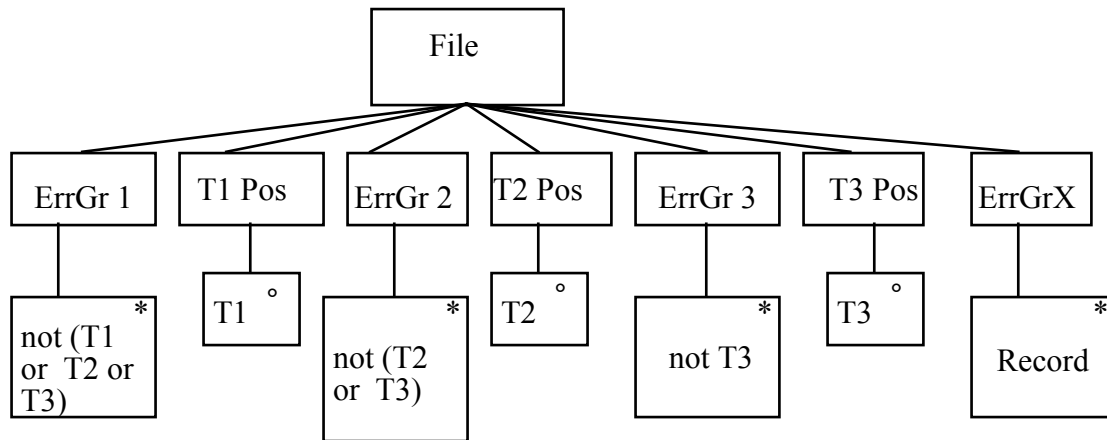 File
ErrGr 1
T1 Pos
ErrGr 2
T2 Pos
ErrGr 3
T3 Pos
ErrGrX
*
not (T1
or T2 or
T3)
T1 °
*
not (T2
or T3)
T2 °
*
not T3
T3 °
*
Record